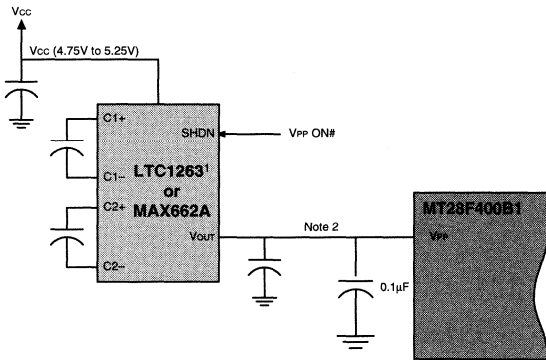 Vcc
Vcc (4.75V to 5.25V)
C1+
SHDN
VPP ON#
C1–
LTC1263¹
or
MAX662A
C2+
VOUT
Note 2
C2–
MT28F400B1
VPP
0.1µF